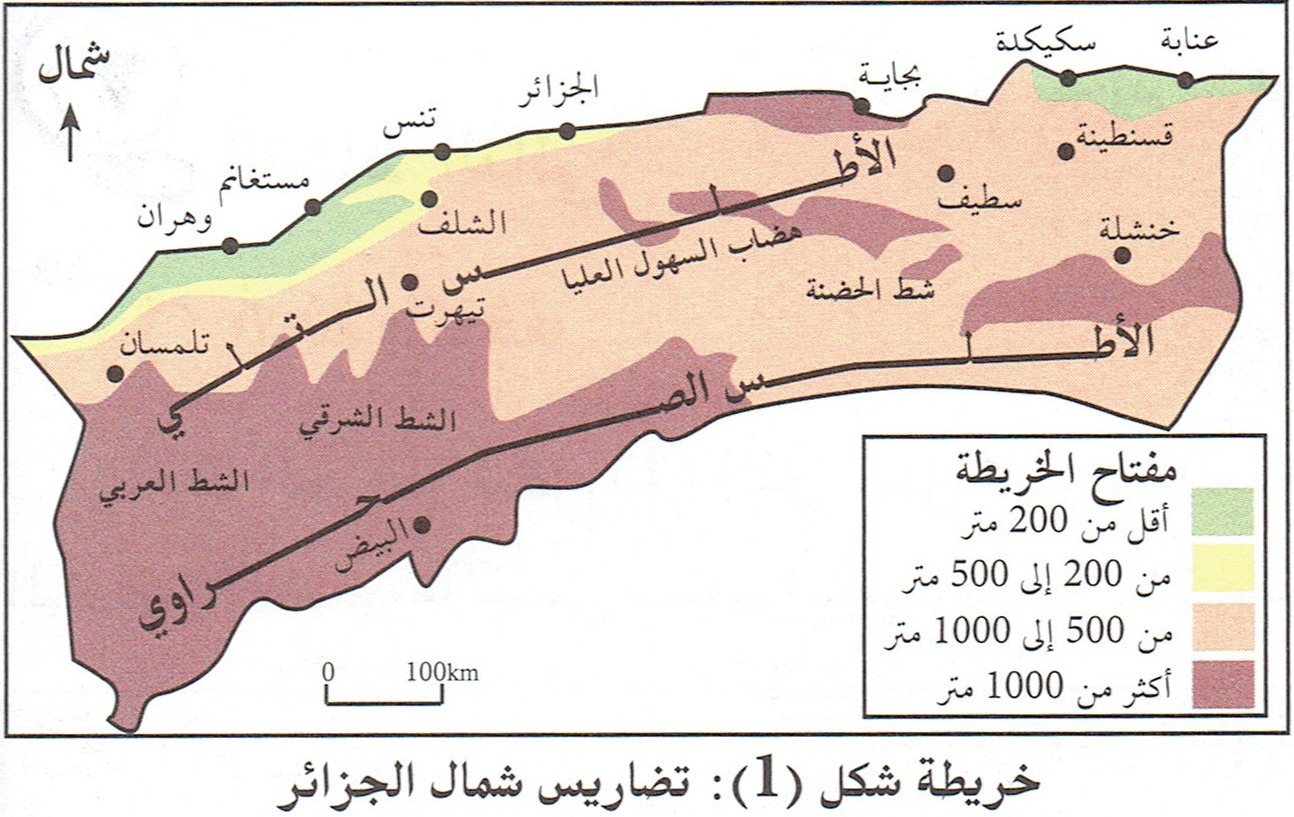 شمال
عنابة
سكيكدة
بجاية
الجزائر
تنس
قسنطينة
مستغانم
سطيف
وهران
الشلف
خنشلة
الأطلس التلي
هضاب السهول العليا
شط الحضنة
تيهرت
تلمسان
الأطلس الصحراوي
الشط الشرقي
الشط العربي
البيض
0 100km
مفتاح الخريطة
أقل من 200 متر
من 200 إلى 500 متر
من 500 إلى 1000 متر
أكثر من 1000 متر
خريطة شكل (1): تضاريس شمال الجزائر